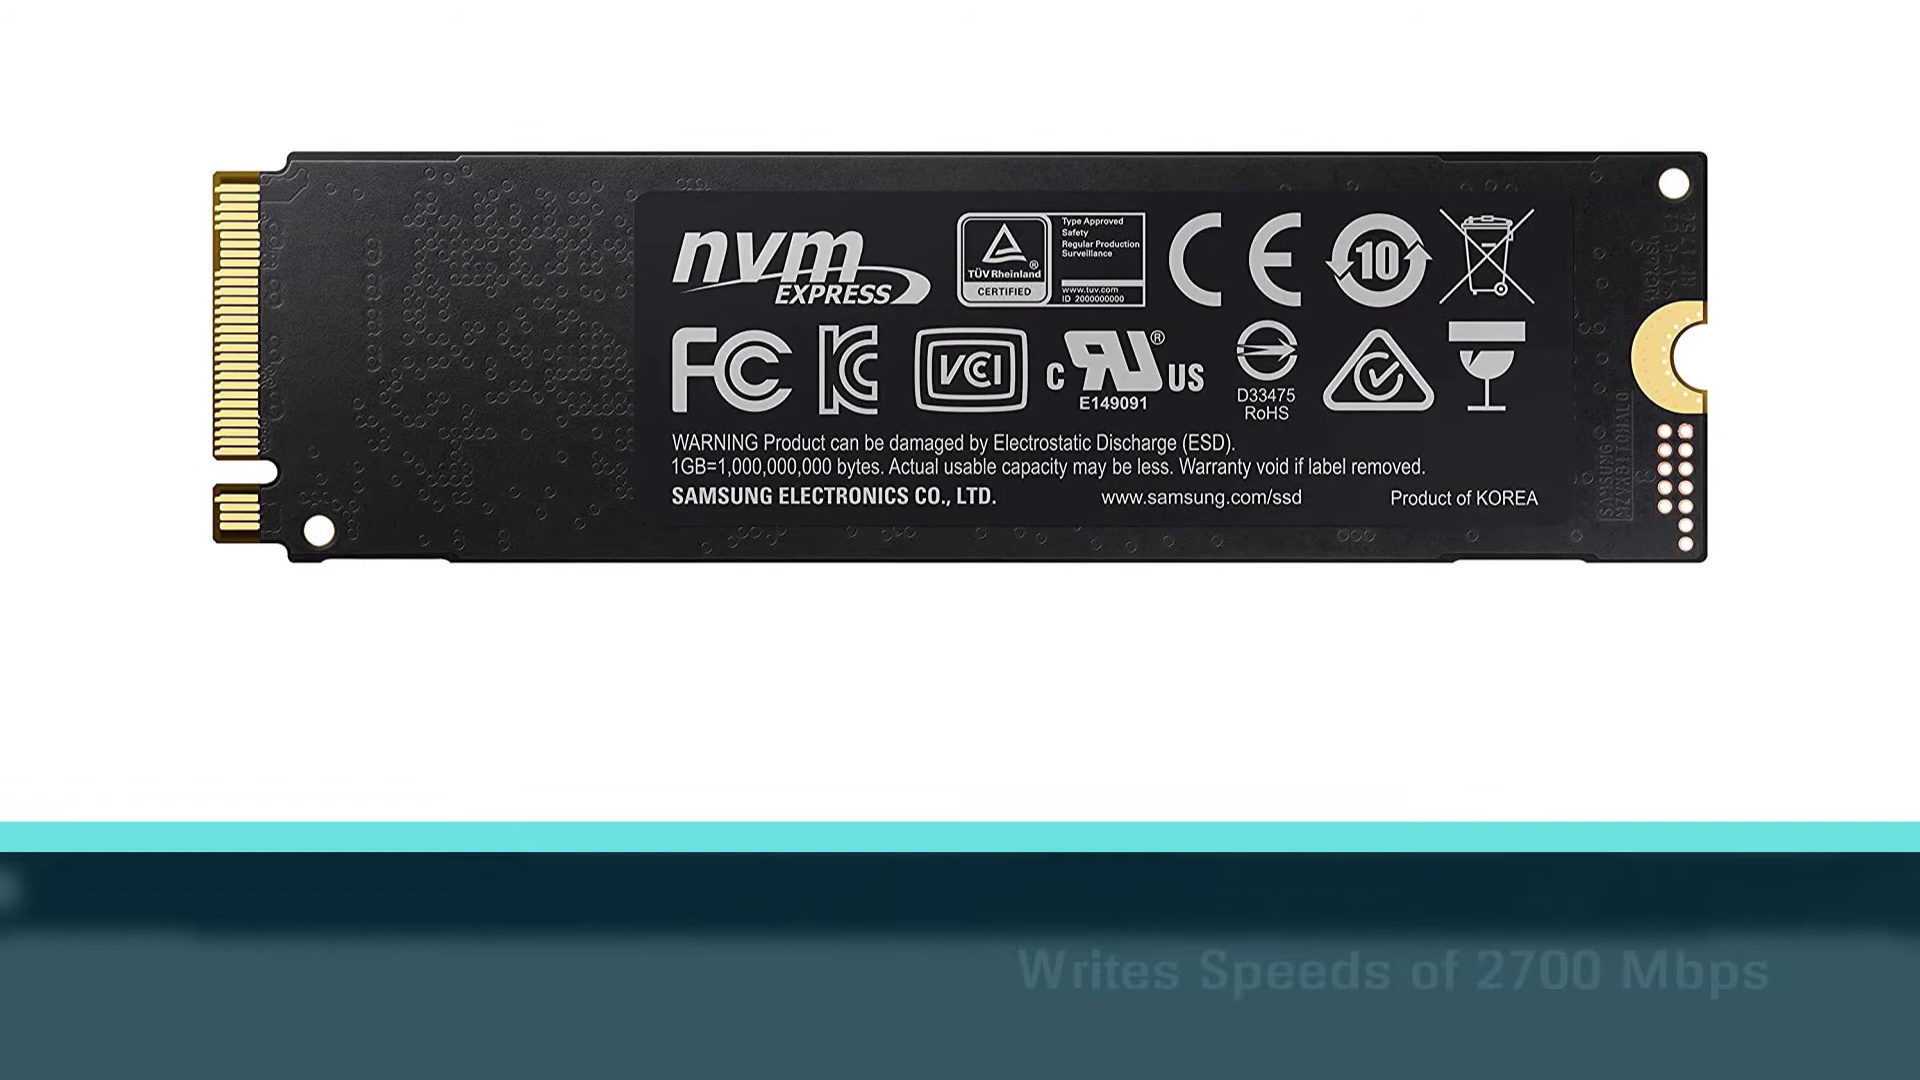 nvm
EXPRESS
TÜVRheinland®
CERTIFIED
Type Approved
Safety
Regular Production
Surveillance
www.tuv.com
ID 2000000000
CE
10
FC
VCI
c RU® US
E149091
D33475
RoHS
WARNING Product can be damaged by Electrostatic Discharge (ESD).
1GB=1,000,000,000 bytes. Actual usable capacity may be less. Warranty void if label removed.
SAMSUNG ELECTRONICS CO., LTD. www.samsung.com/ssd Product of KOREA
SAMSUNG
Writes Speeds of 2700 Mbps